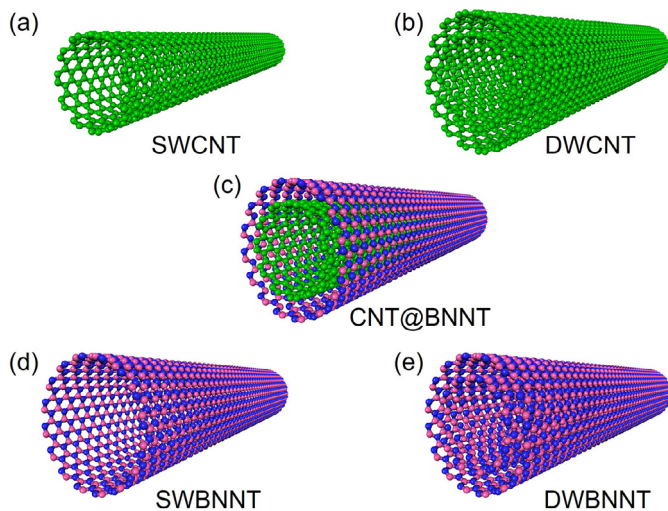 (a)
SWCNT
(b)
DWCNT
(c)
CNT@BNNT
(d)
SWBNNT
(e)
DWBNNT